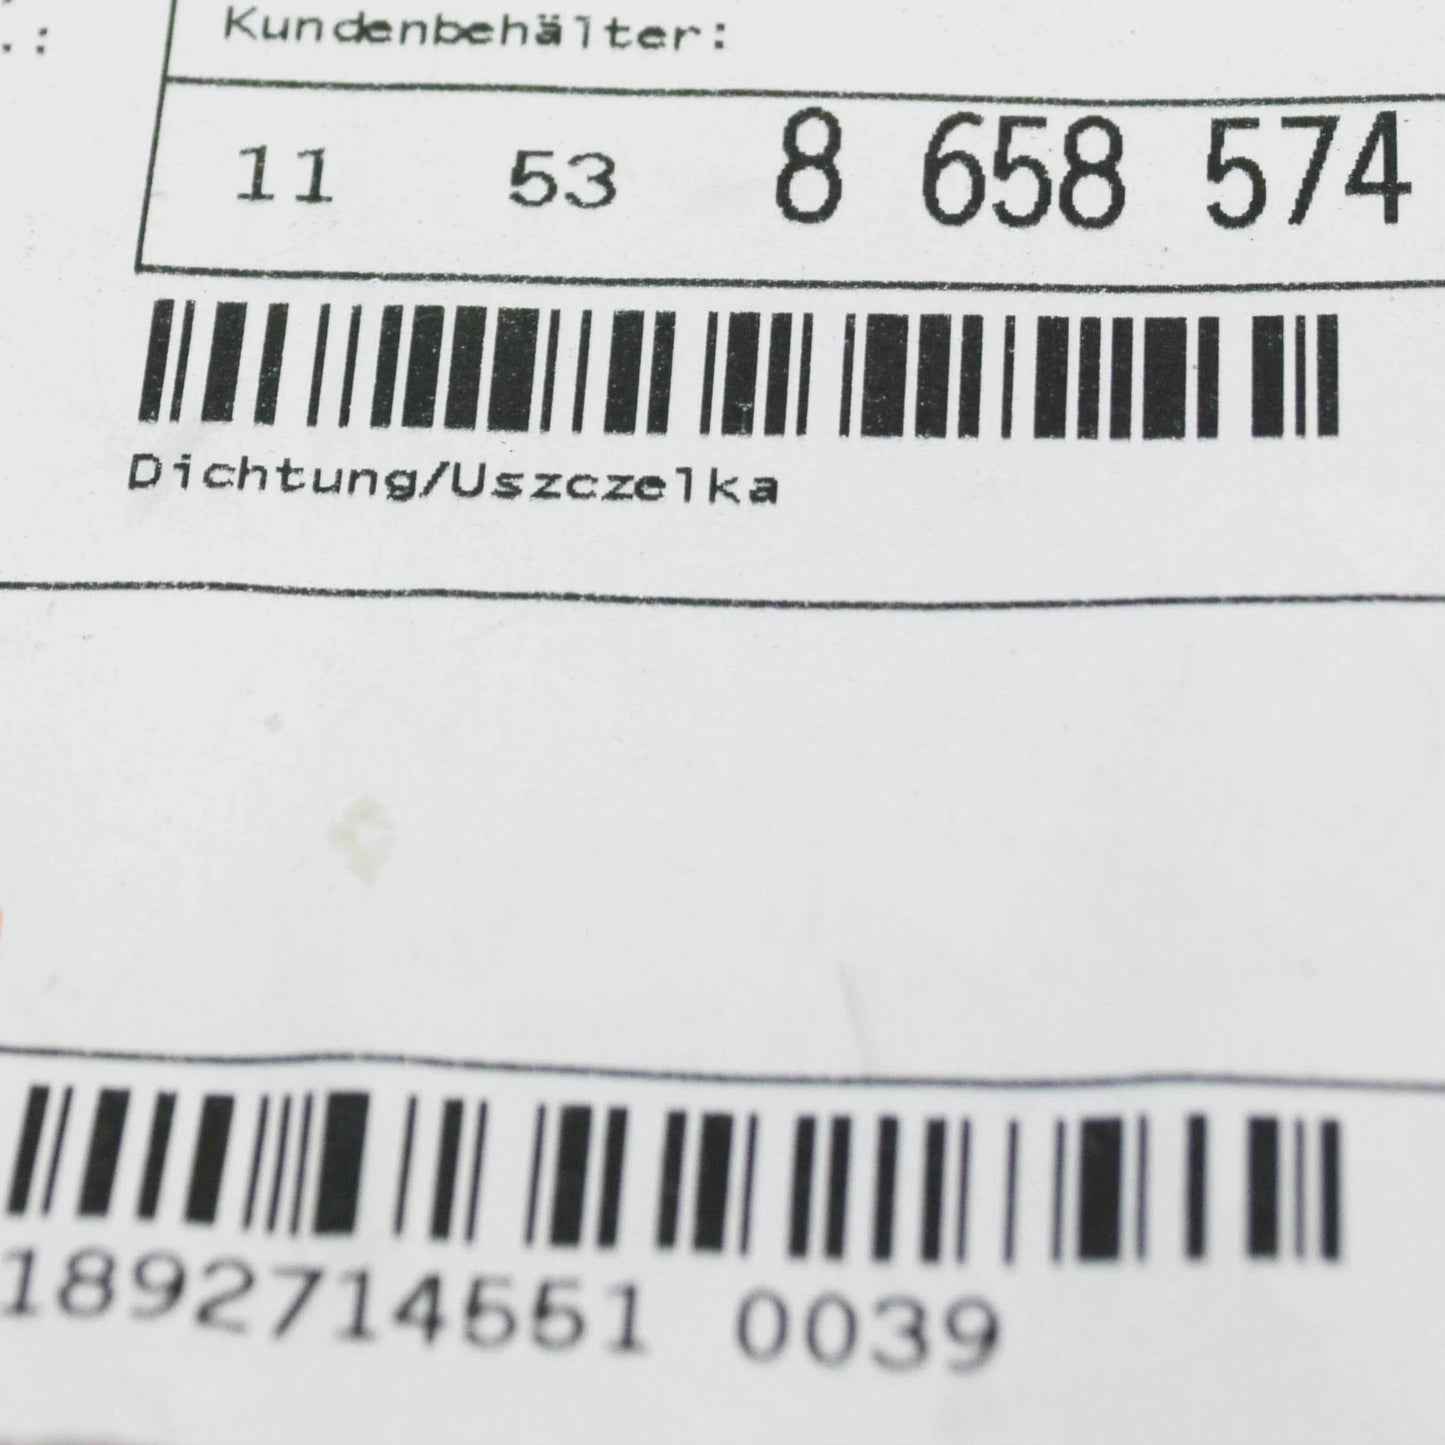 Kundenbehälter:
11 53 8 658 574
Dichtung/Uszczelka
1892714551 0039